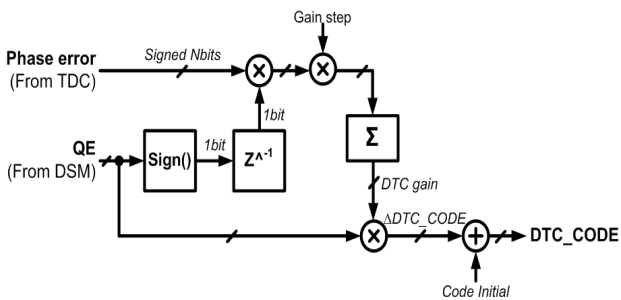 Gain step
Phase error
(From TDC)
Signed Nbits
1bit
QE
(From DSM)
Sign()
1bit
Z^-1
Σ
DTC gain
ΔDTC_CODE
DTC_CODE
Code Initial